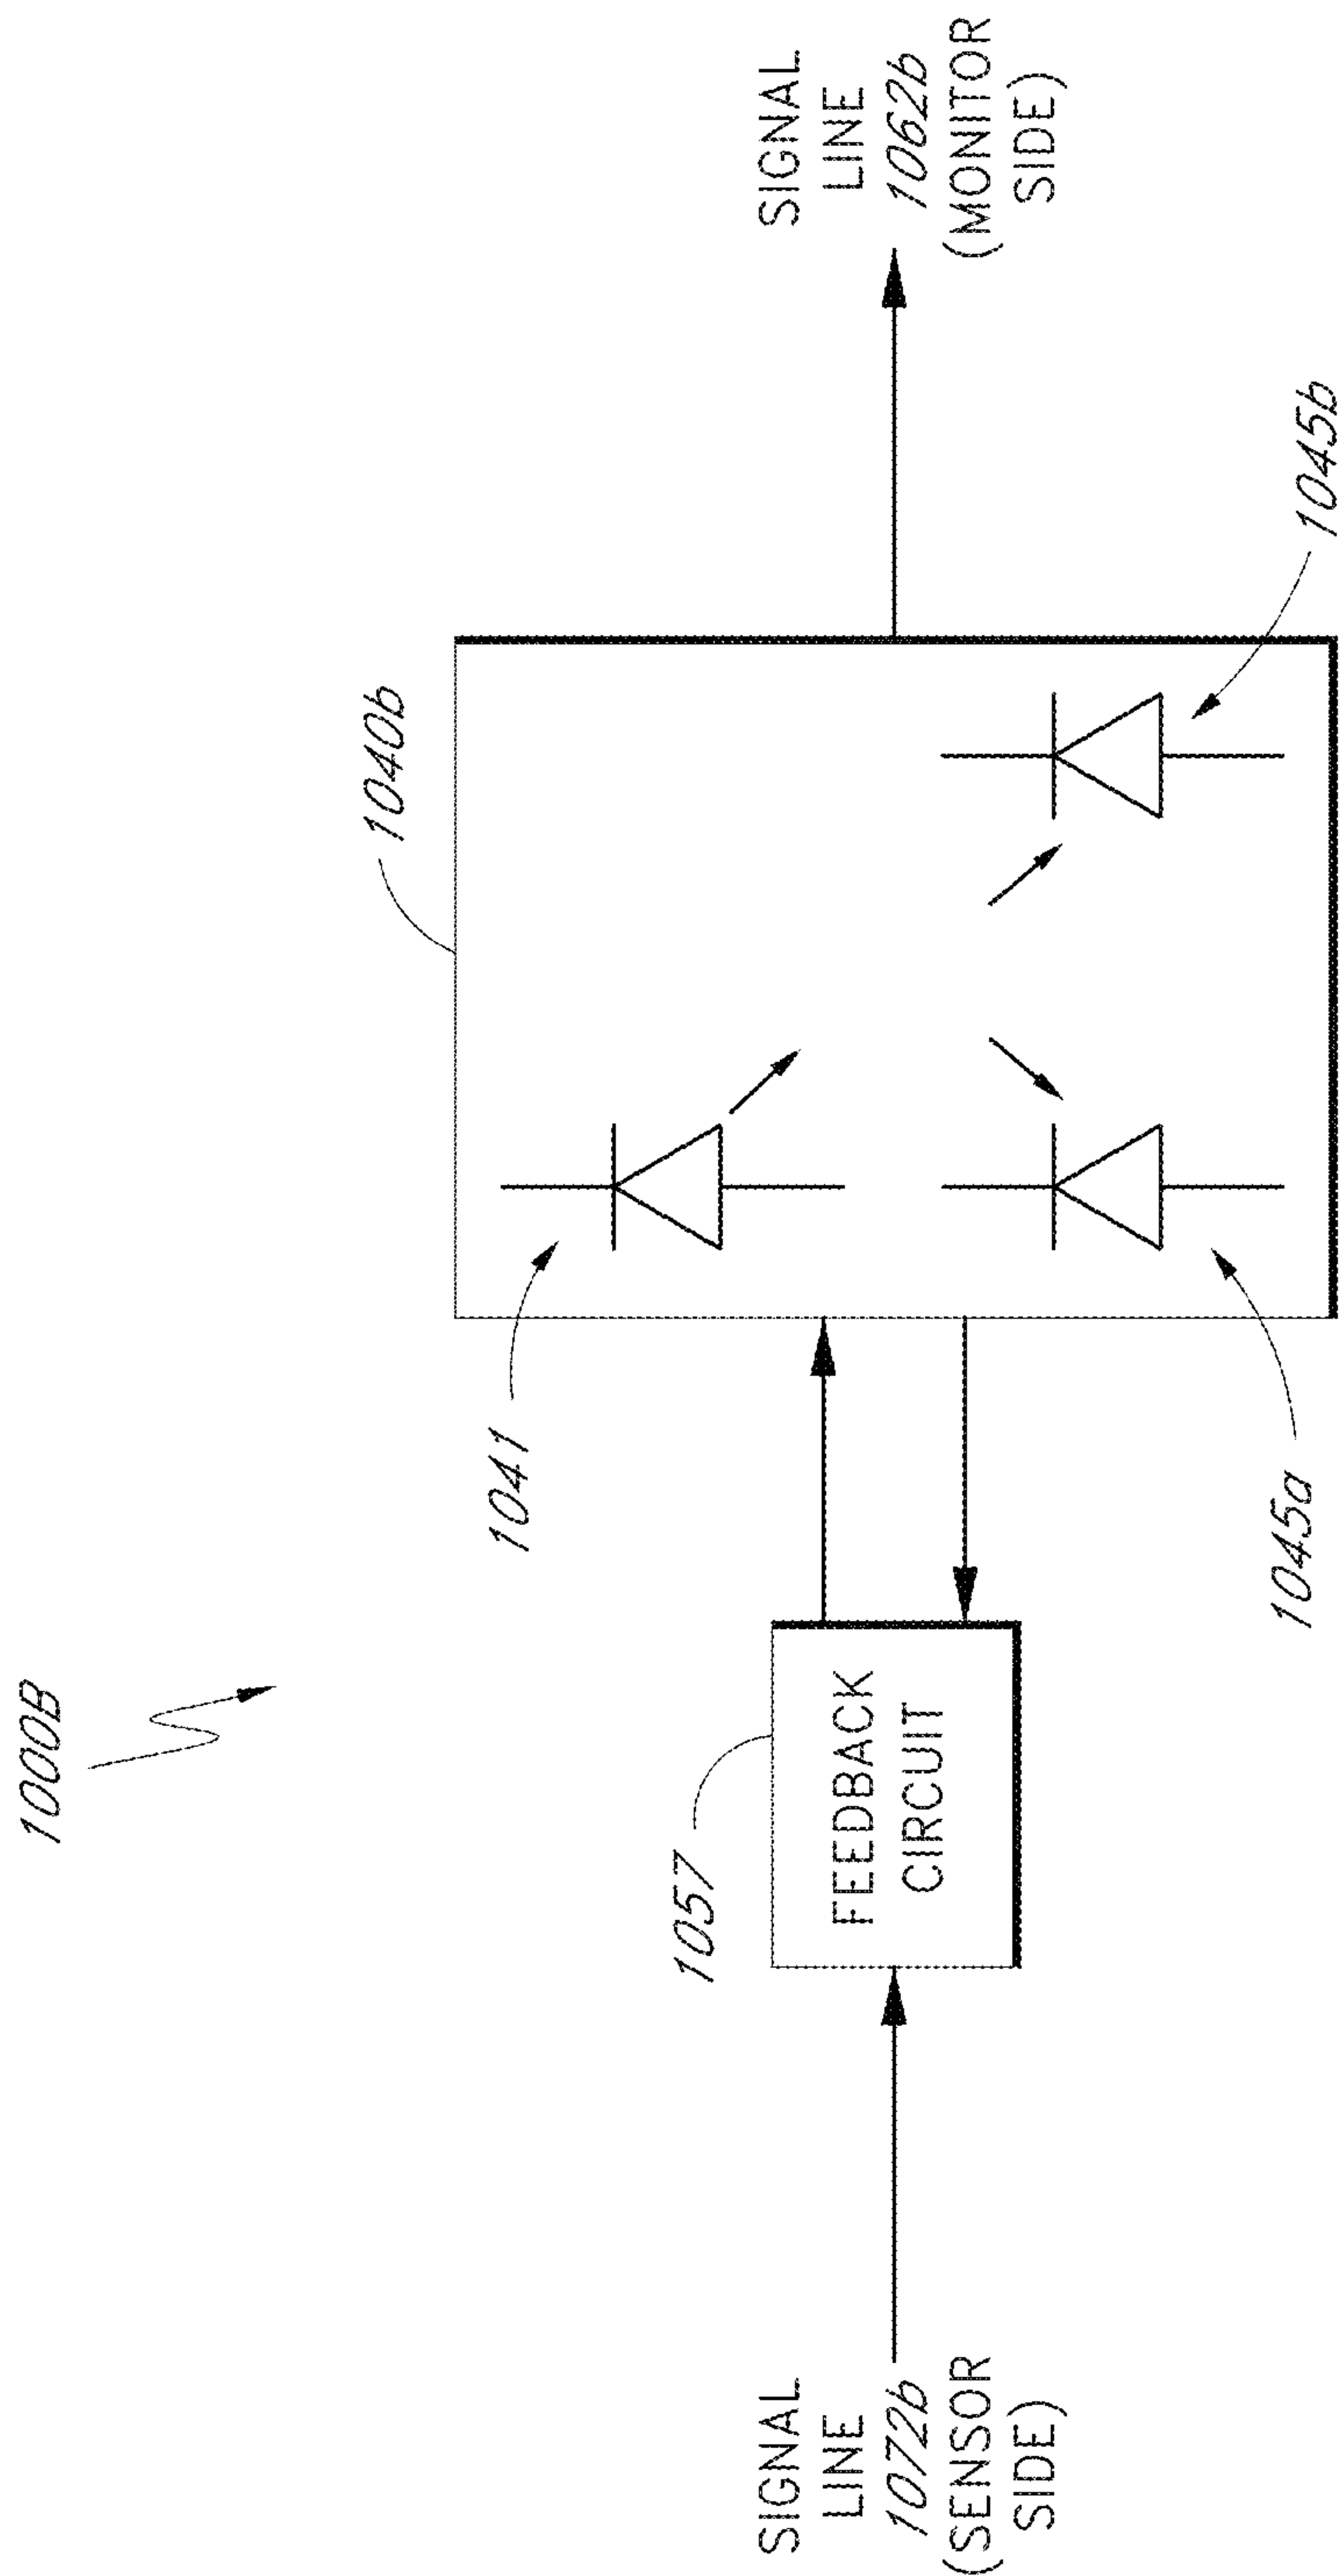 1000B
1040b
1041
1057
FEEDBACK
CIRCUIT
SIGNAL
LINE
1072b
(SENSOR
SIDE)
SIGNAL
LINE
1062b
(MONITOR
SIDE)
1045a
1045b